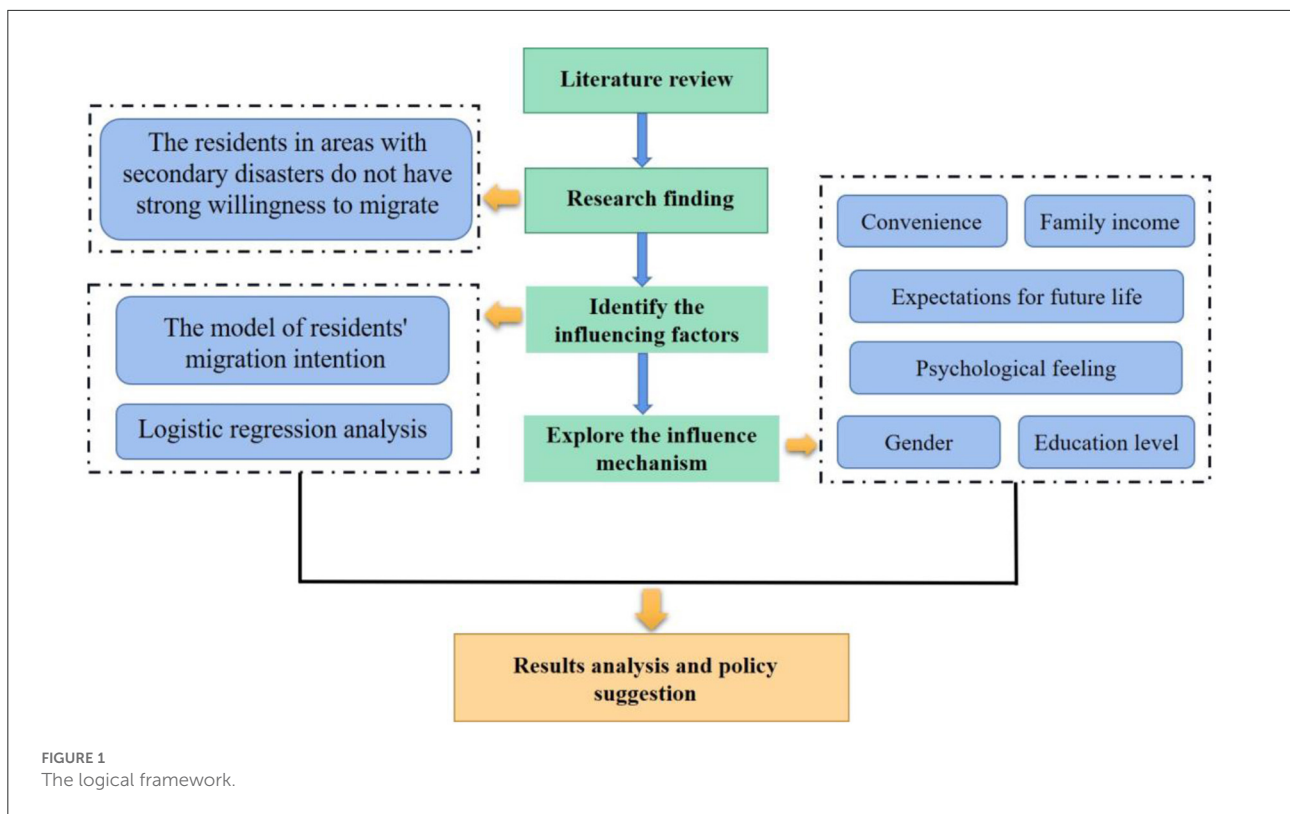 Literature review
The residents in areas with
secondary disasters do not have
strong willingness to migrate
Research finding
Convenience
Family income
Expectations for future life
Psychological feeling
Gender
Education level
Identify the
influencing factors
The model of residents'
migration intention
Logistic regression analysis
Explore the influence
mechanism
Results analysis and policy
suggestion
FIGURE 1
The logical framework.